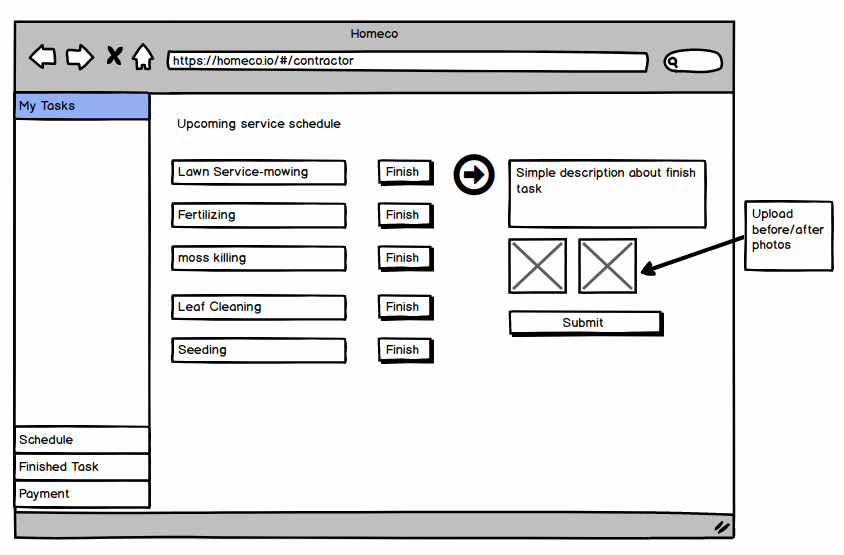 Homeco
https://homeco.io/#/contractor
My Tasks
Upcoming service schedule
Lawn Service-mowing
Finish
Simple description about finish
task
Fertilizing
Finish
Upload
before/after
photos
moss killing
Finish
Leaf Cleaning
Finish
Submit
Seeding
Finish
Schedule
Finished Task
Payment